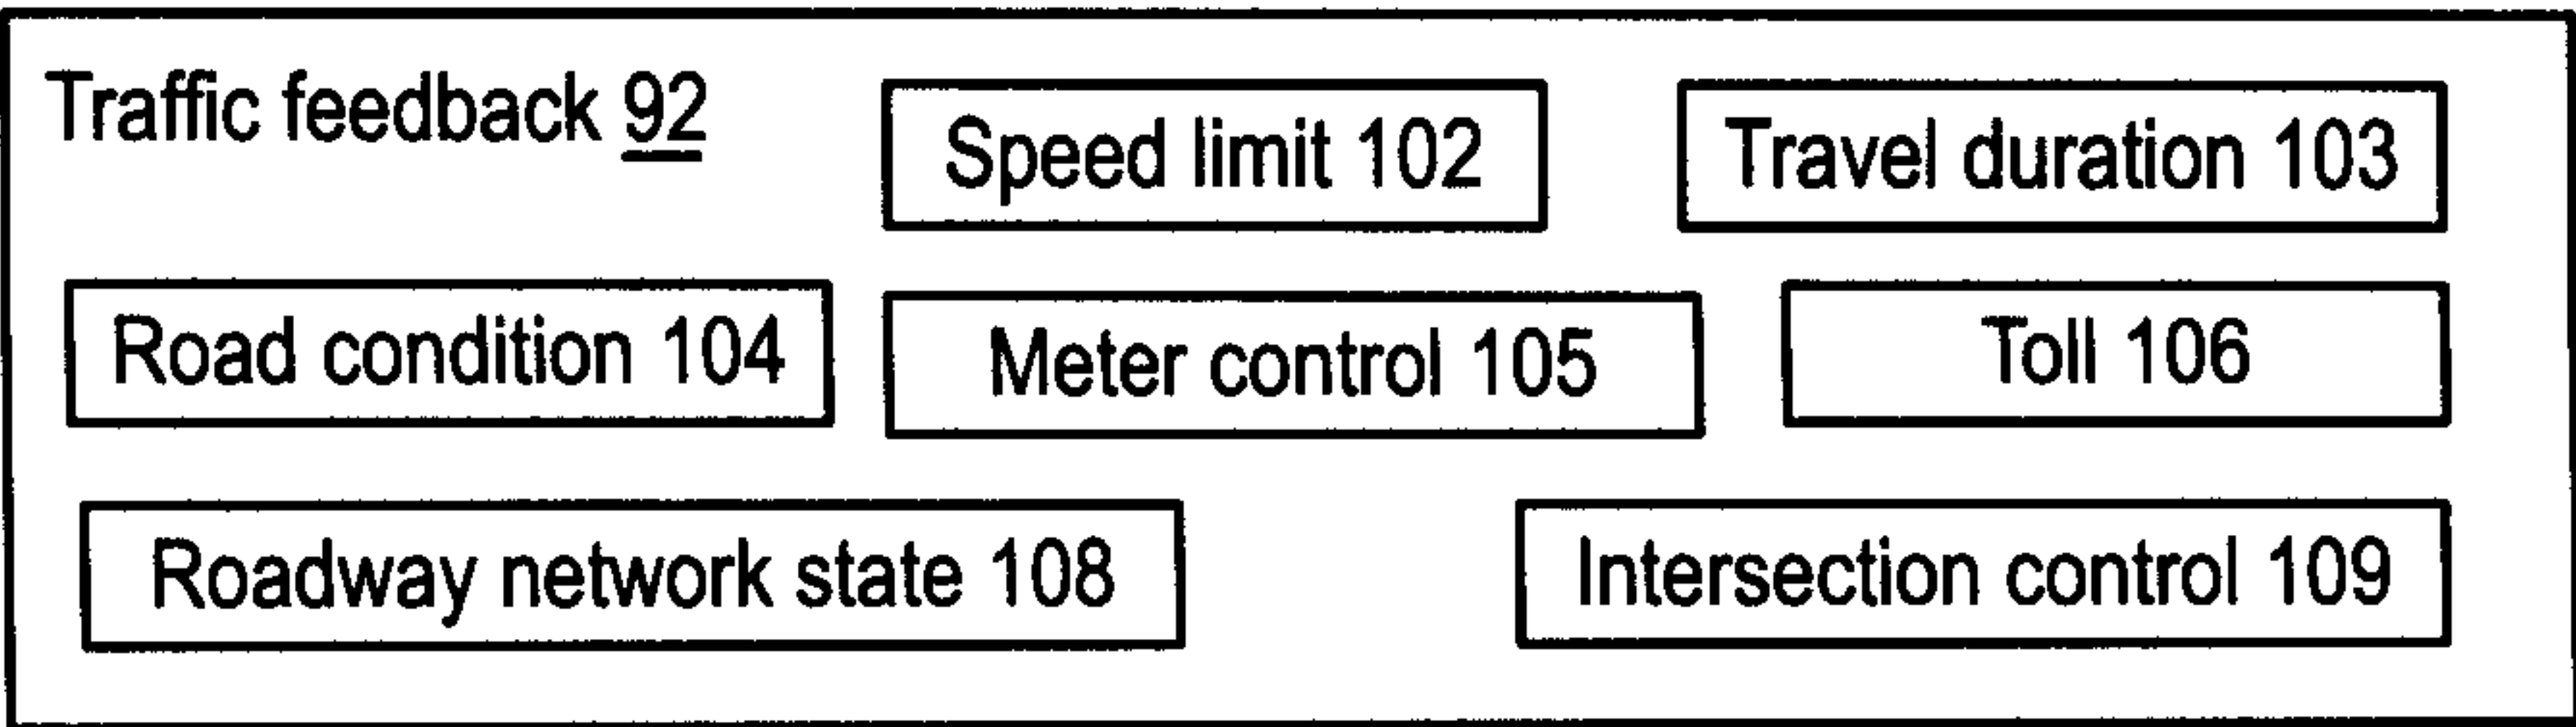 Traffic feedback 92
Speed limit 102
Travel duration 103
Road condition 104
Meter control 105
Toll 106
Roadway network state 108
Intersection control 109